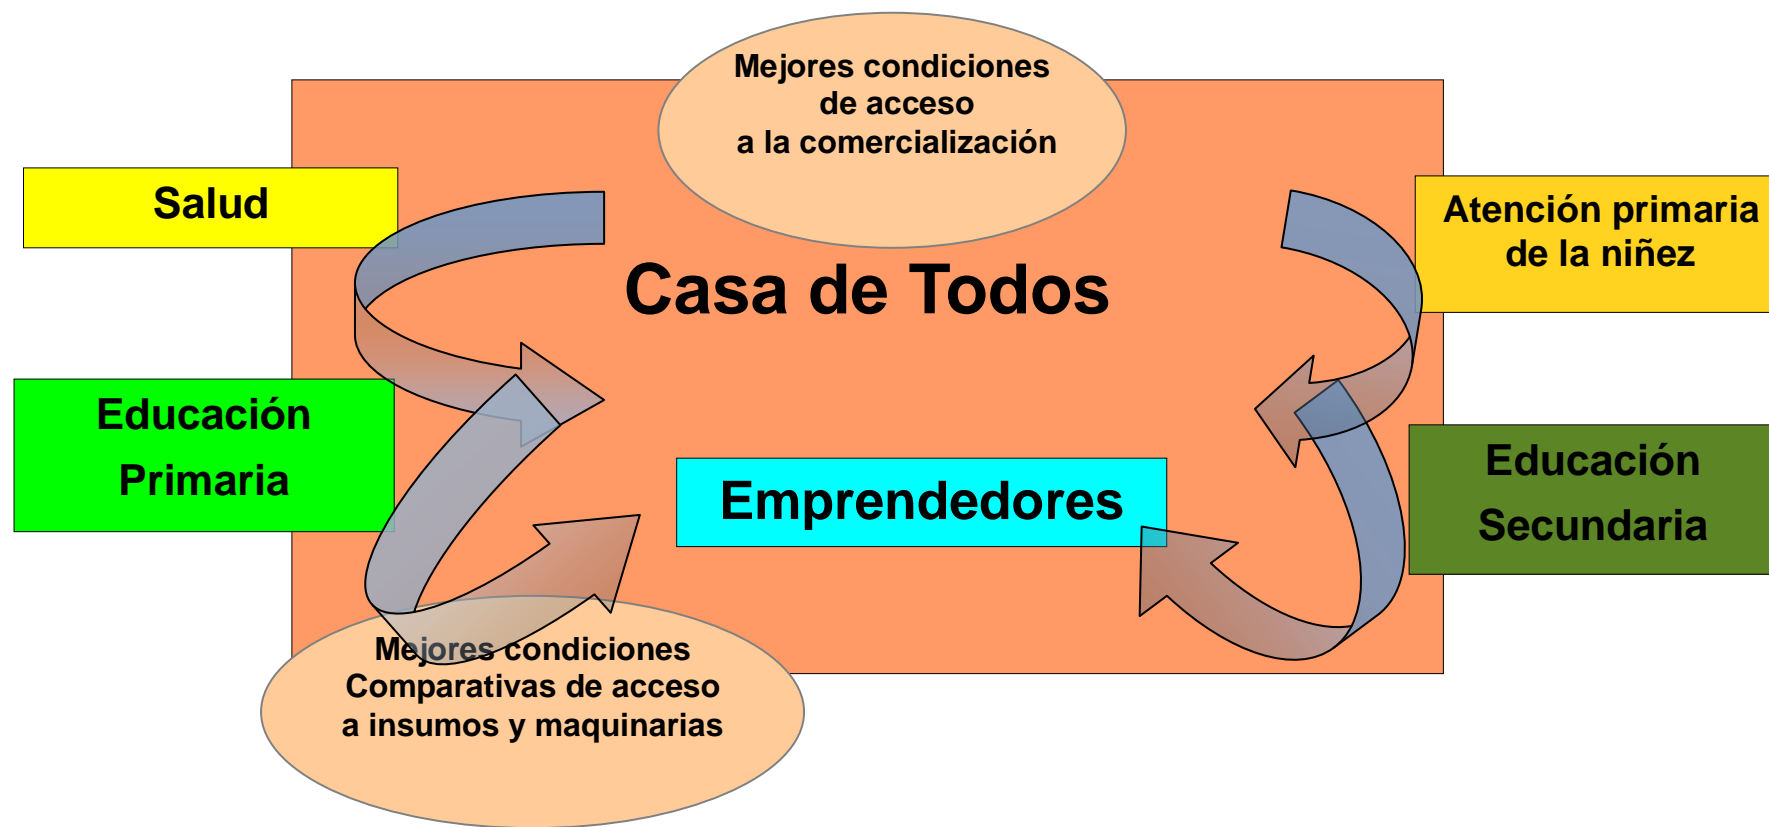 Mejores condiciones
de acceso
a la comercialización
Salud
Atención primaria
de la niñez
Casa de Todos
Educación
Primaria
Emprendedores
Educación
Secundaria
Mejores condiciones
Comparativas de acceso
a insumos y maquinarias